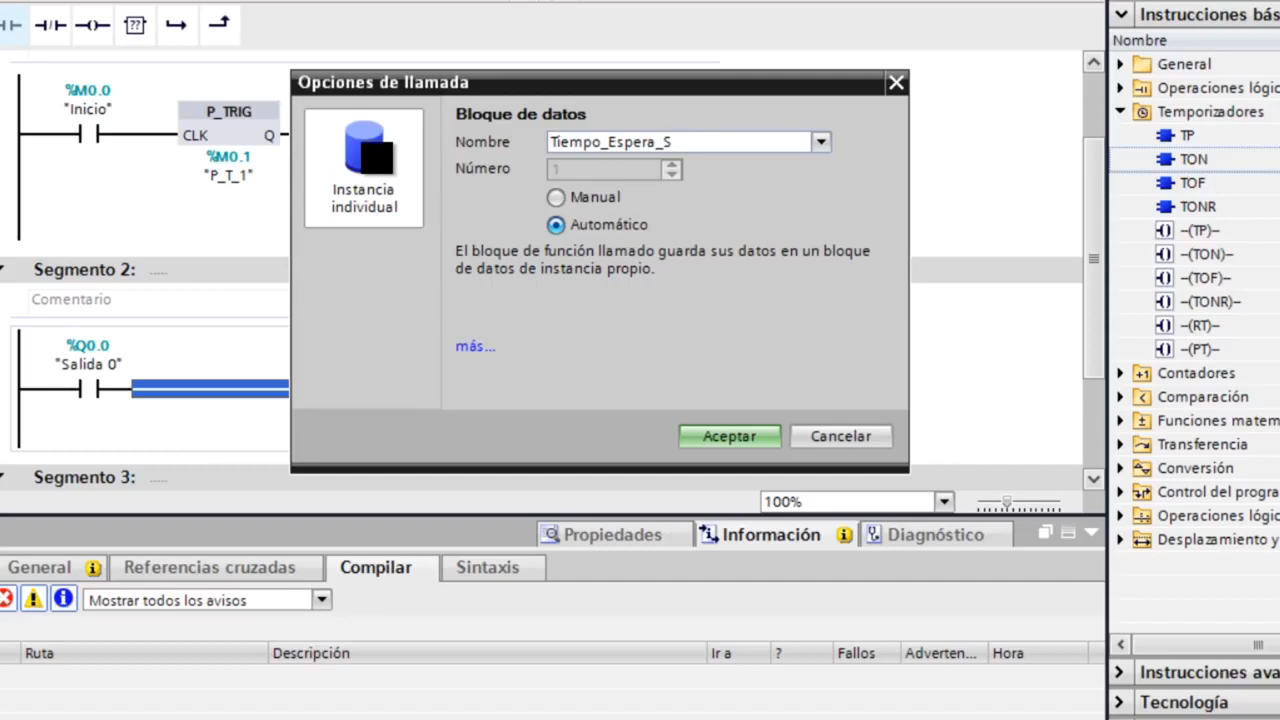 Instrucciones bás
Nombre
%M0.0
"Inicio"
P_TRIG
CLK Q
%M0.1
"P_T_1"
Segmento 2: .....
Comentario
%Q0.0
"Salida 0"
Segmento 3: .....
Opciones de llamada
Instancia
individual
Bloque de datos
Nombre Tiempo_Espera_S
Número 1
Manual
Automático
El bloque de función llamado guarda sus datos en un bloque
de datos de instancia propio.
más...
Aceptar Cancelar
100%
General
Operaciones lógic
Temporizadores
TP
TON
TOF
TONR
-(TP)-
-(TON)-
-(TOF)-
-(TONR)-
-(RT)-
-(PT)-
Contadores
Comparación
Funciones matem
Transferencia
Conversión
Control del progra
Operaciones lógic
Desplazamiento y
Instrucciones ava
Tecnología
Propiedades Información Diagnóstico
General Referencias cruzadas Compilar Sintaxis
Mostrar todos los avisos
Ruta Descripción Ir a ? Fallos Adverten... Hora